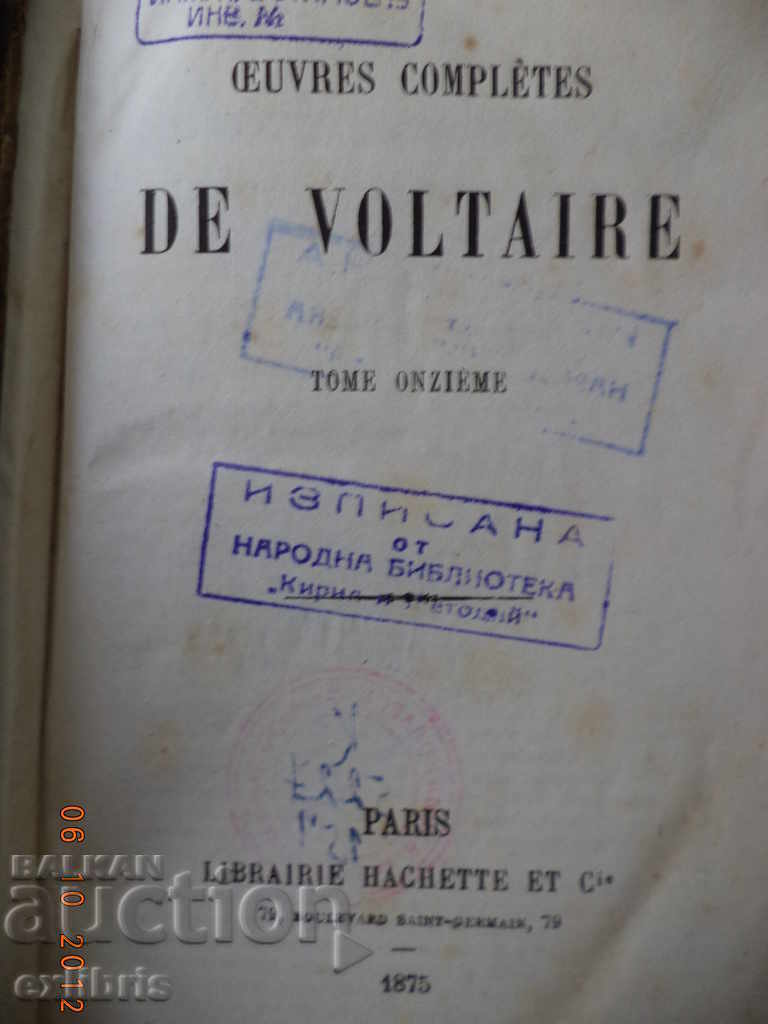 ИНВ. №
ŒUVRES COMPLÈTES
DE VOLTAIRE
TOME ONZIÈME
ИЗПИСАНА
ОТ
НАРОДНА БИБЛИОТЕКА
„Кирил
PARIS
LIBRAIRIE HACHETTE ET Cie
79, BOULEVARD SAINT-GERMAIN, 79
1875
06.10.2012
BALKAN
auction
exlibris